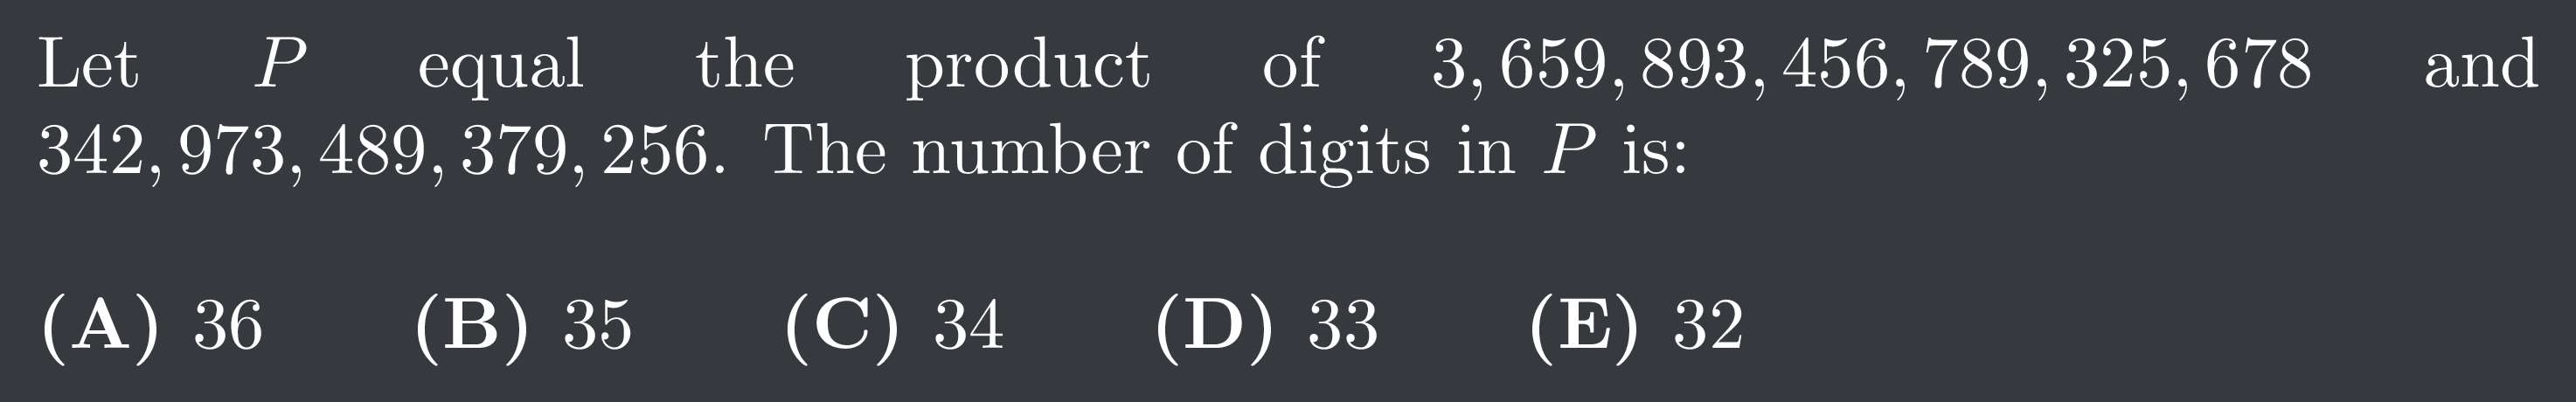 Let P equal the product of 3,659,893,456,789,325,678 and
342,973,489,379,256. The number of digits in P is:
(A) 36 (B) 35 (C) 34 (D) 33 (E) 32